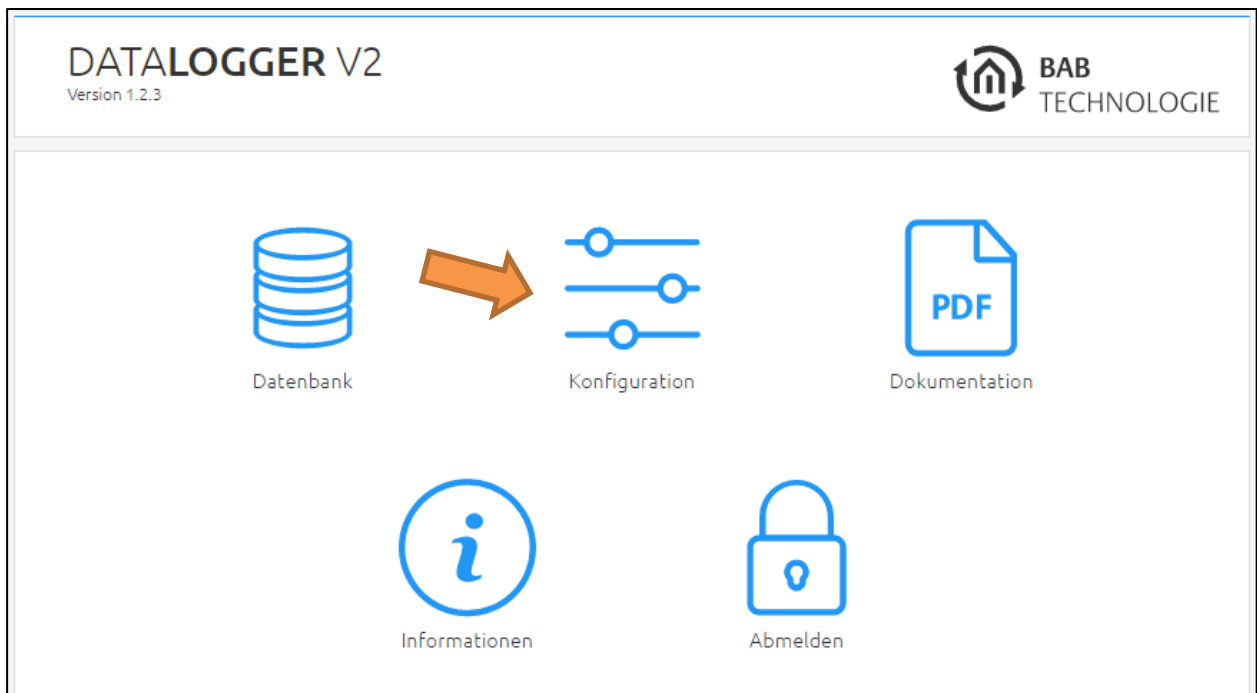 DATALOGGER V2
Version 1.2.3
BAB
TECHNOLOGIE
PDF
Datenbank
Konfiguration
Dokumentation
i
Informationen
Abmelden